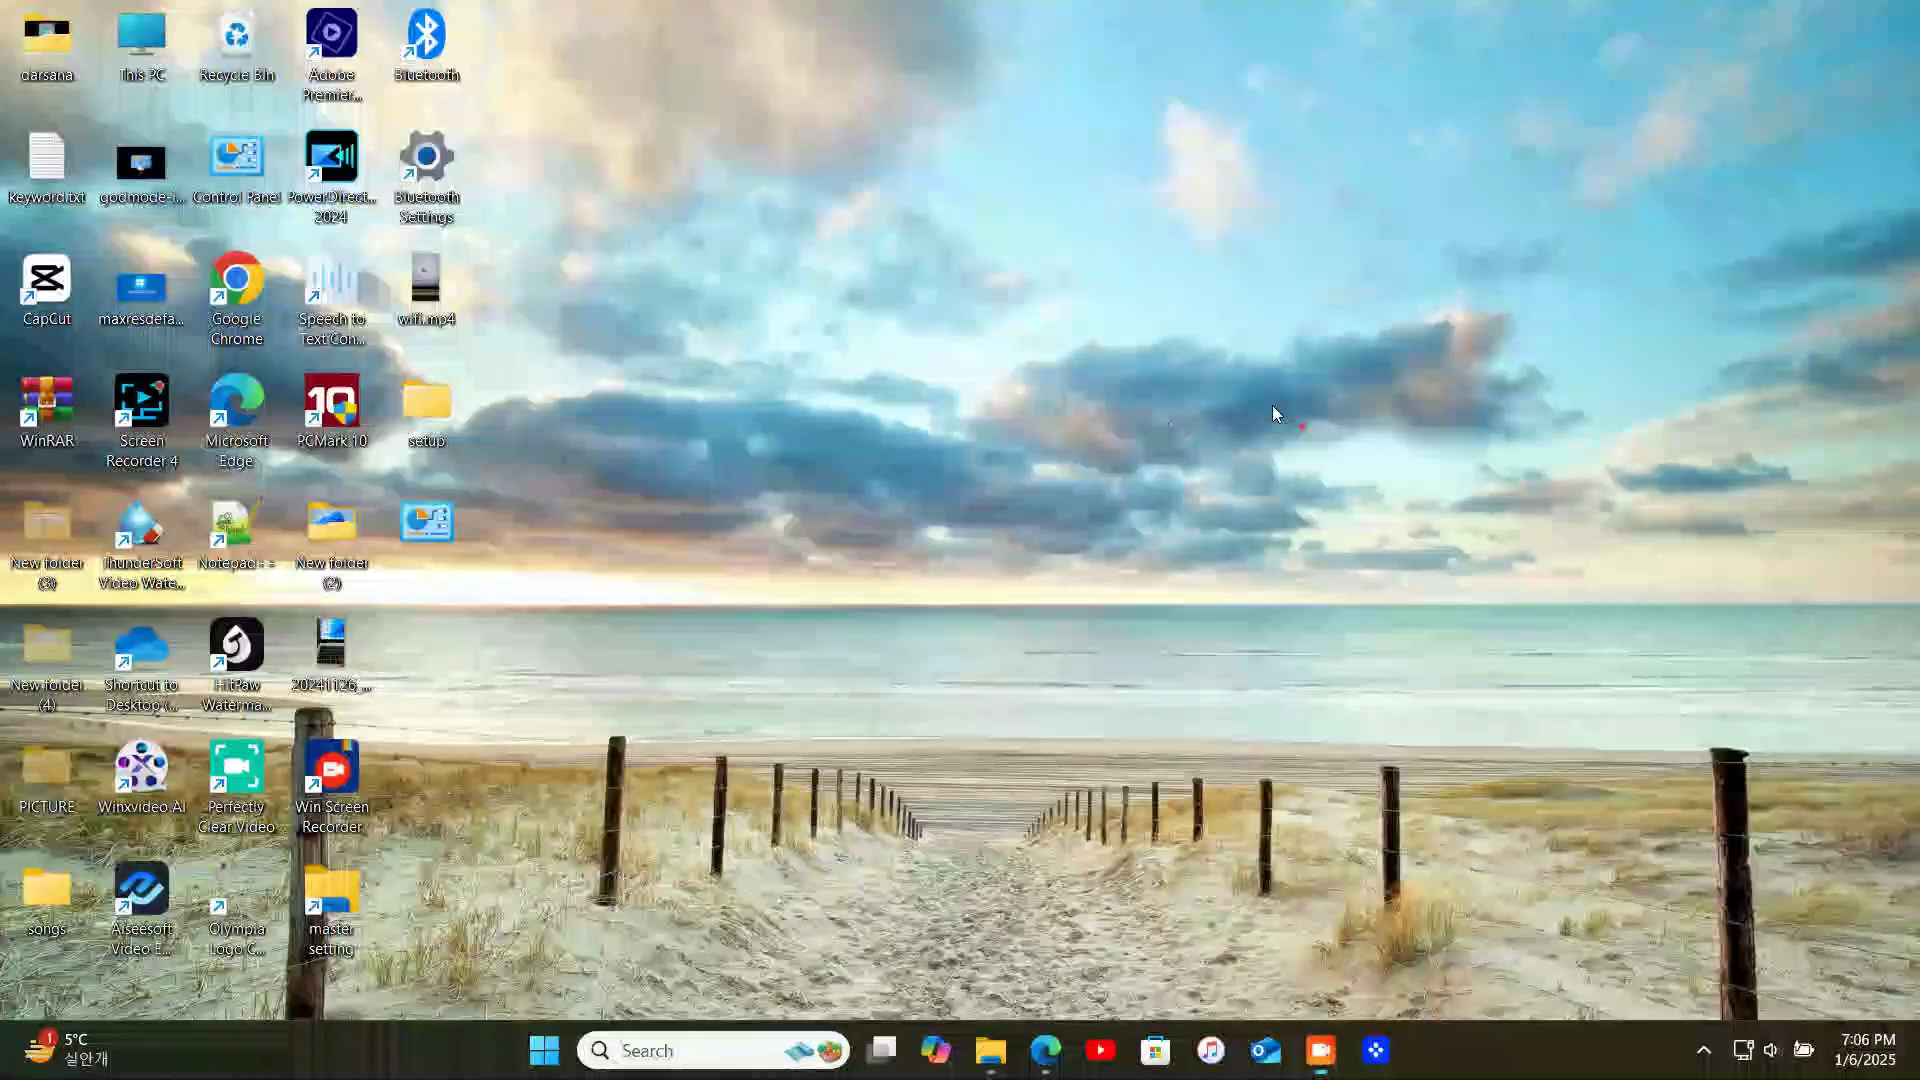 darsana
This PC
Recycle Bin
Adobe
Premier...
Bluetooth
keyword.txt
godmode-i...
Control Panel
PowerDirect...
2024
Bluetooth
Settings
CapCut
maxresdefa...
Google
Chrome
Speech to
Text Con...
wifi.mp4
WinRAR
Screen
Recorder 4
Microsoft
Edge
10
PCMark 10
setup
New folder
(3)
ThunderSoft
Video Wate...
Notepad++
New folder
(2)
New folder
(4)
Shortcut to
Desktop (...
HitPaw
Waterma...
20241126_...
PICTURE
Winxvideo AI
Perfectly
Clear Video
Win Screen
Recorder
songs
Aiseesoft
Video E...
Olympia
Logo C...
master
setting
1
5°C
실안개
Search
7:06 PM
1/6/2025